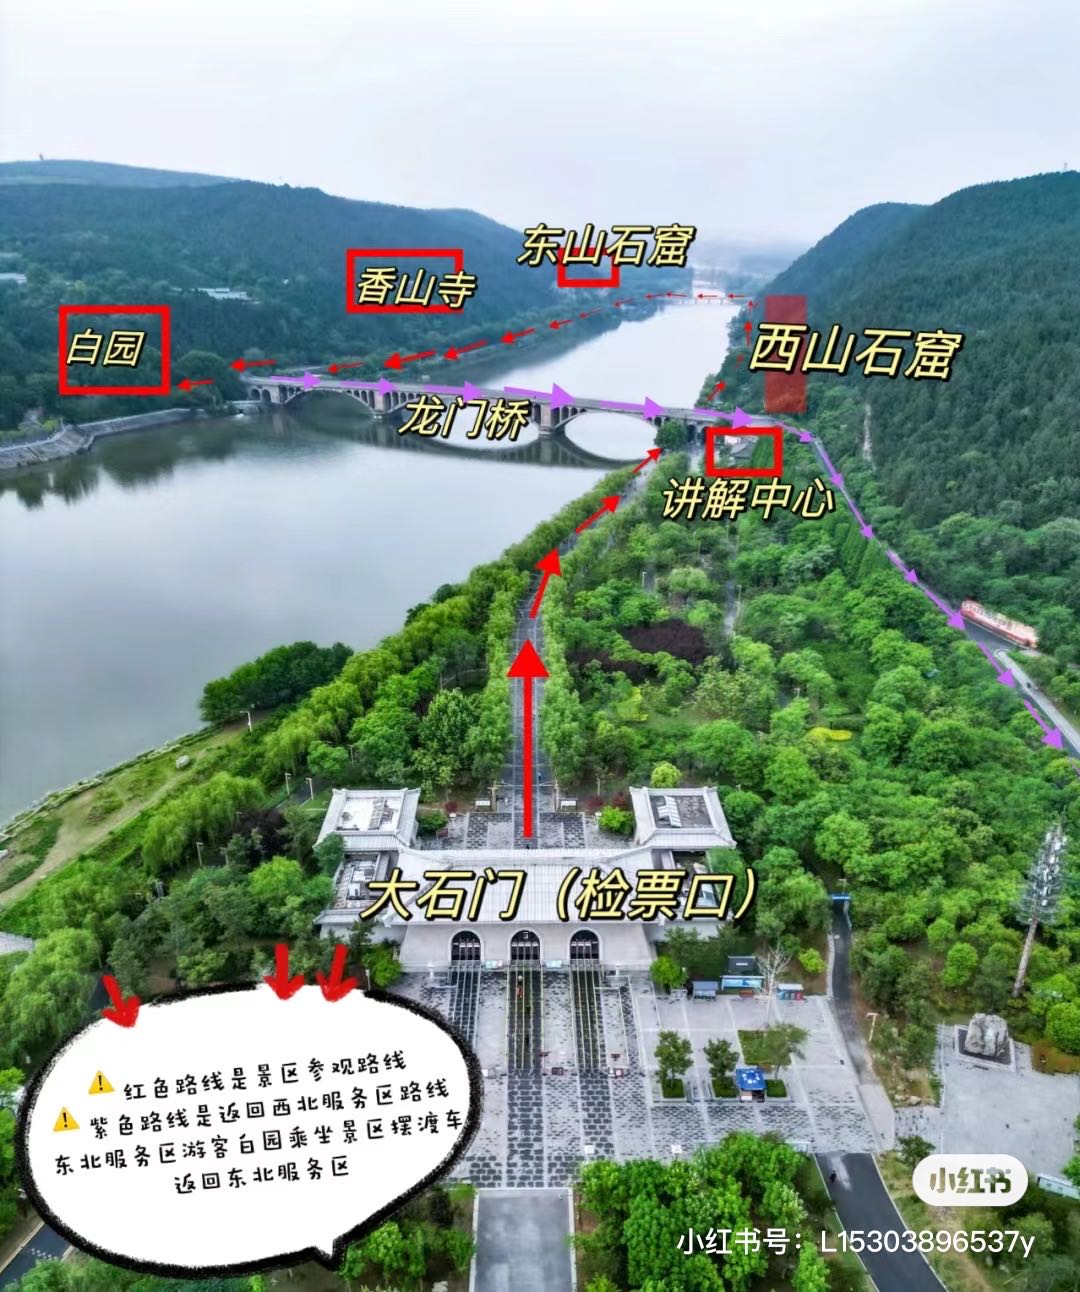 东山石窟
香山寺
白园
西山石窟
龙门桥
讲解中心
大石门（检票口）
红色路线是景区参观路线
紫色路线是返回西北服务区路线
东北服务区游客白园乘坐景区摆渡车
返回东北服务区
小红书
小红书号：L15303896537y